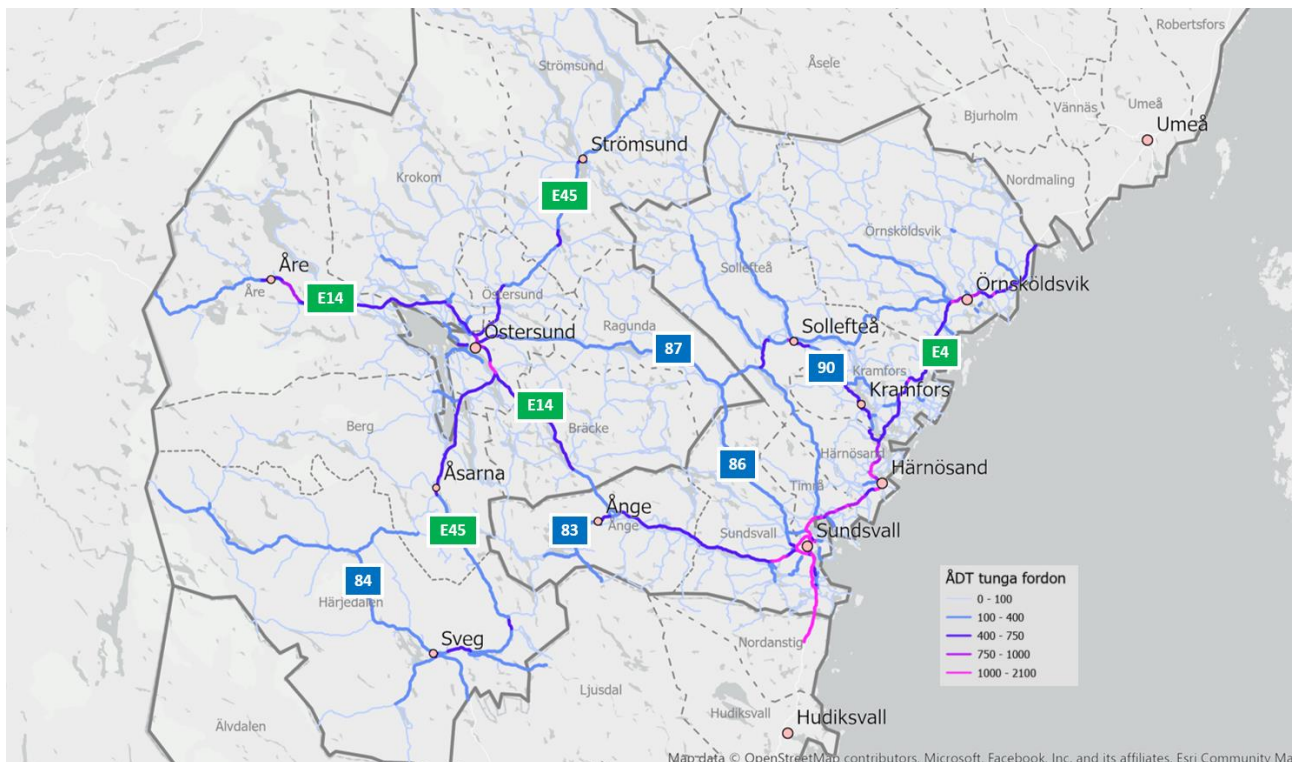 Robertsfors
Strömsund
Åsele
Vännäs
Umeå
Bjurholm
Umeå
Strömsund
Krokom
Nordmaling
E45
Örnsköldsvik
Sollefteå
Åre
Åre
E14
Östersund
Örnsköldsvik
Östersund
Ragunda
Sollefteå
87
90
E4
Kramfors
Kramfors
E14
Bräcke
Berg
Härnösand
86
Åsarna
Timrå
Härnösand
Ånge
Ånge
E45
83
Sundsvall
Sundsvall
84
Härjedalen
ÅDT tunga fordon
0 - 100
100 - 400
400 - 750
750 - 1000
1000 - 2100
Sveg
Nordanstig
Ljusdal
Älvdalen
Hudiksvall
Hudiksvall
Map data © OpenStreetMap contributors, Microsoft, Facebook, Inc. and its affiliates, Esri Community Ma